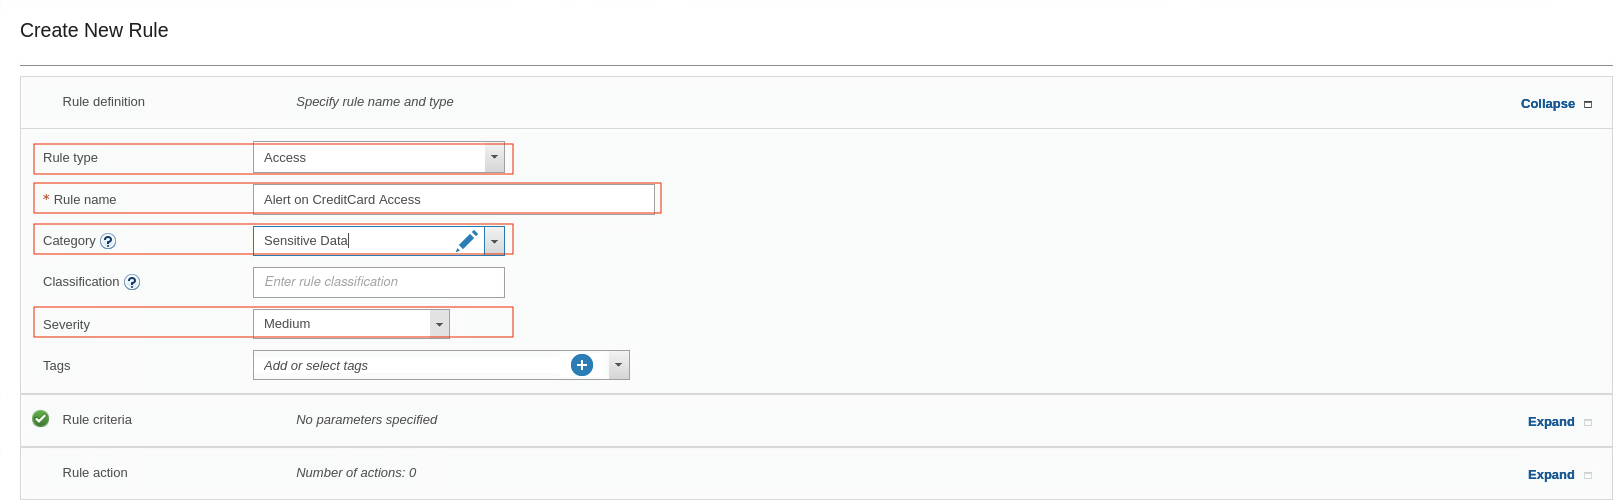 Create New Rule
Rule definition Specify rule name and type Collapse
Rule type Access
* Rule name Alert on CreditCard Access
Category ? Sensitive Data
Classification ? Enter rule classification
Severity Medium
Tags Add or select tags
Rule criteria No parameters specified Expand
Rule action Number of actions: 0 Expand